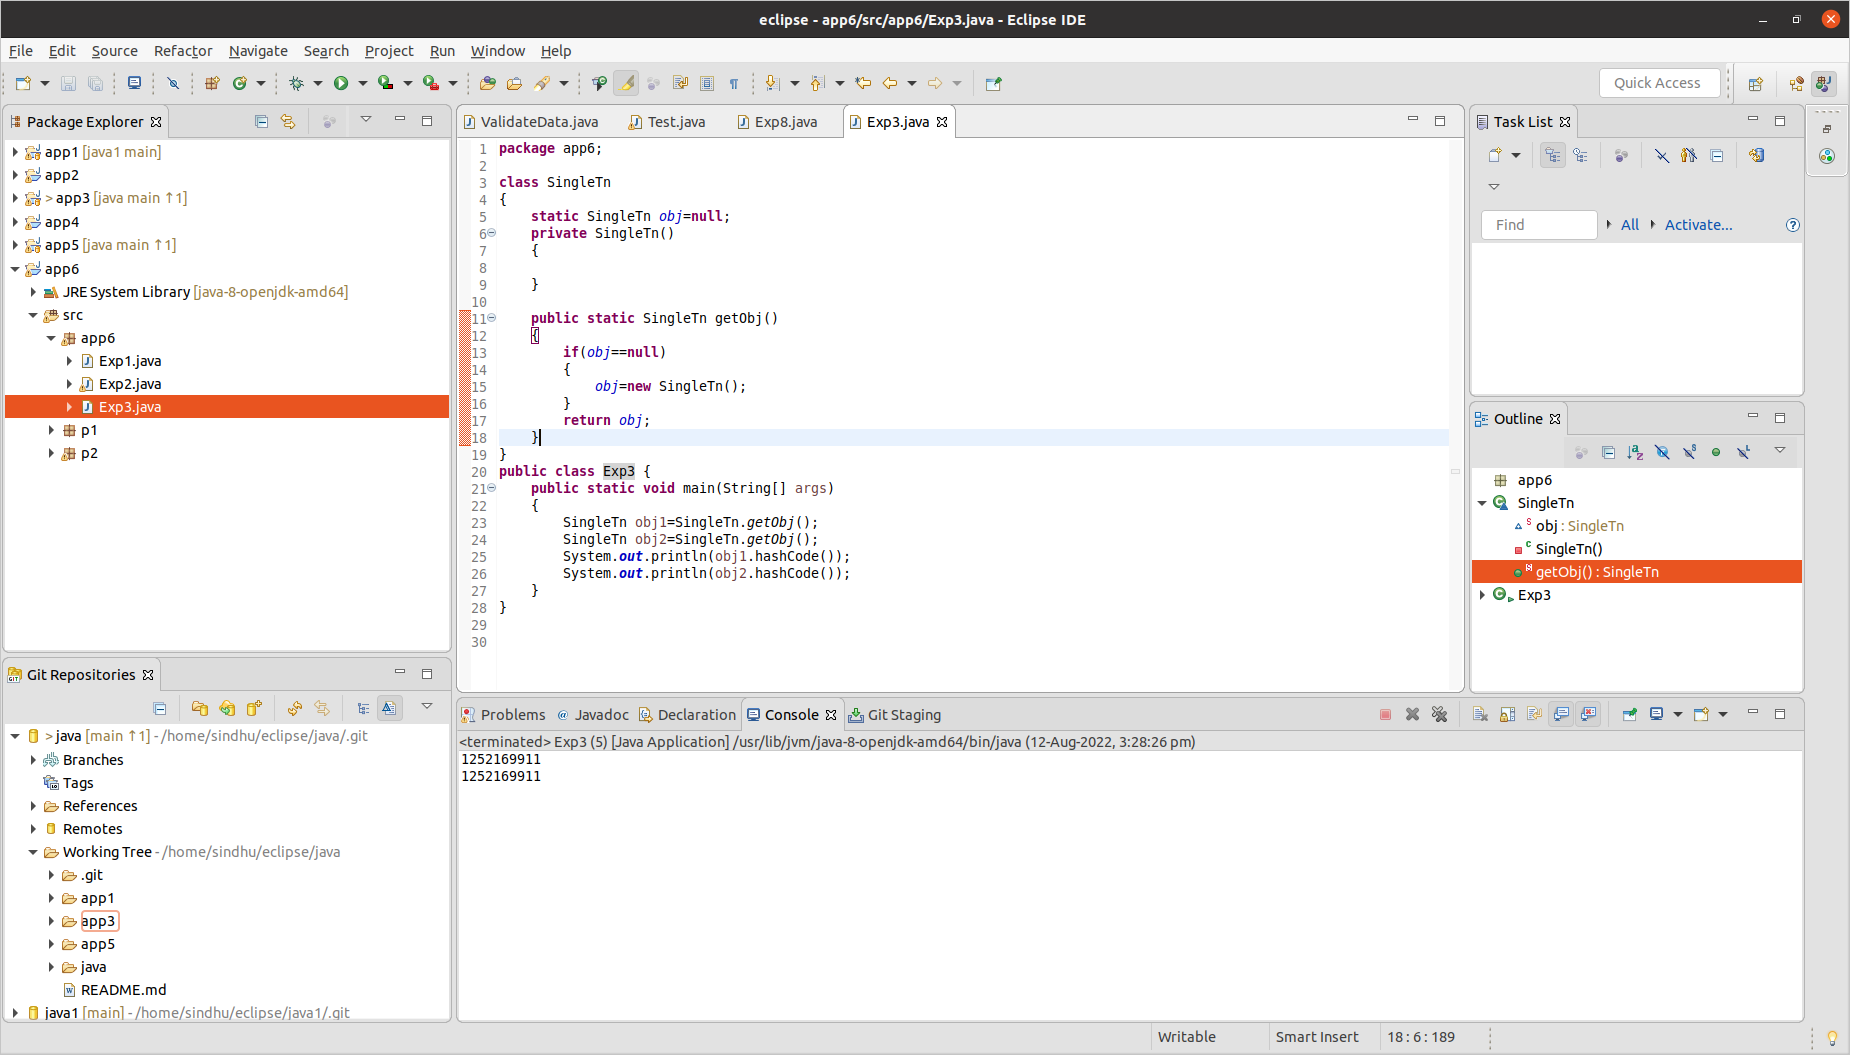 eclipse - app6/src/app6/Exp3.java - Eclipse IDE
File Edit Source Refactor Navigate Search Project Run Window Help
Quick Access
Package Explorer
app1 [java1 main]
app2
> app3 [java main ↑1]
app4
app5 [java main ↑1]
app6
JRE System Library [java-8-openjdk-amd64]
src
app6
Exp1.java
Exp2.java
Exp3.java
p1
p2
Git Repositories
> java [main ↑1] - /home/sindhu/eclipse/java/.git
Branches
Tags
References
Remotes
Working Tree - /home/sindhu/eclipse/java
.git
app1
app3
app5
java
README.md
java1 [main] - /home/sindhu/eclipse/java1/.git
ValidateData.java Test.java Exp8.java Exp3.java
1 package app6;
2
3 class SingleTn
4 {
5     static SingleTn obj=null;
6     private SingleTn()
7     {
8
9     }
10
11     public static SingleTn getObj()
12     {
13         if(obj==null)
14         {
15             obj=new SingleTn();
16         }
17         return obj;
18     }
19 }
20 public class Exp3 {
21     public static void main(String[] args)
22     {
23         SingleTn obj1=SingleTn.getObj();
24         SingleTn obj2=SingleTn.getObj();
25         System.out.println(obj1.hashCode());
26         System.out.println(obj2.hashCode());
27     }
28 }
29
30
Task List
Find All Activate...
Outline
app6
SingleTn
obj : SingleTn
SingleTn()
getObj() : SingleTn
Exp3
Problems Javadoc Declaration Console Git Staging
<terminated> Exp3 (5) [Java Application] /usr/lib/jvm/java-8-openjdk-amd64/bin/java (12-Aug-2022, 3:28:26 pm)
1252169911
1252169911
Writable Smart Insert 18 : 6 : 189